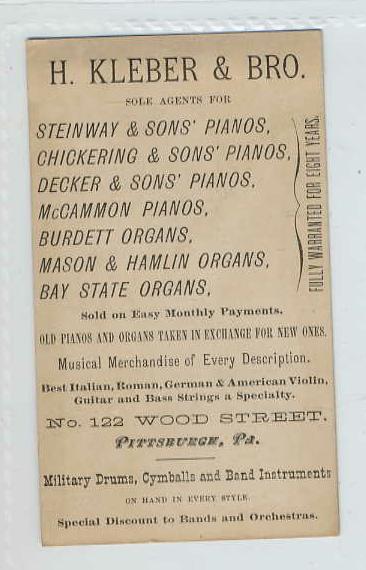 H. KLEBER & BRO.
SOLE AGENTS FOR
STEINWAY & SONS' PIANOS,
CHICKERING & SONS' PIANOS,
DECKER & SONS' PIANOS,
McCAMMON PIANOS,
BURDETT ORGANS,
MASON & HAMLIN ORGANS,
BAY STATE ORGANS,
FULLY WARRANTED FOR EIGHT YEARS.
Sold on Easy Monthly Payments.
OLD PIANOS AND ORGANS TAKEN IN EXCHANGE FOR NEW ONES.
Musical Merchandise of Every Description.
Best Italian, Roman, German & American Violin,
Guitar and Bass Strings a Specialty.
No. 122 WOOD STREET.
PITTSBURGH, Pa.
Military Drums, Cymballs and Band Instruments
ON HAND IN EVERY STYLE.
Special Discount to Bands and Orchestras.